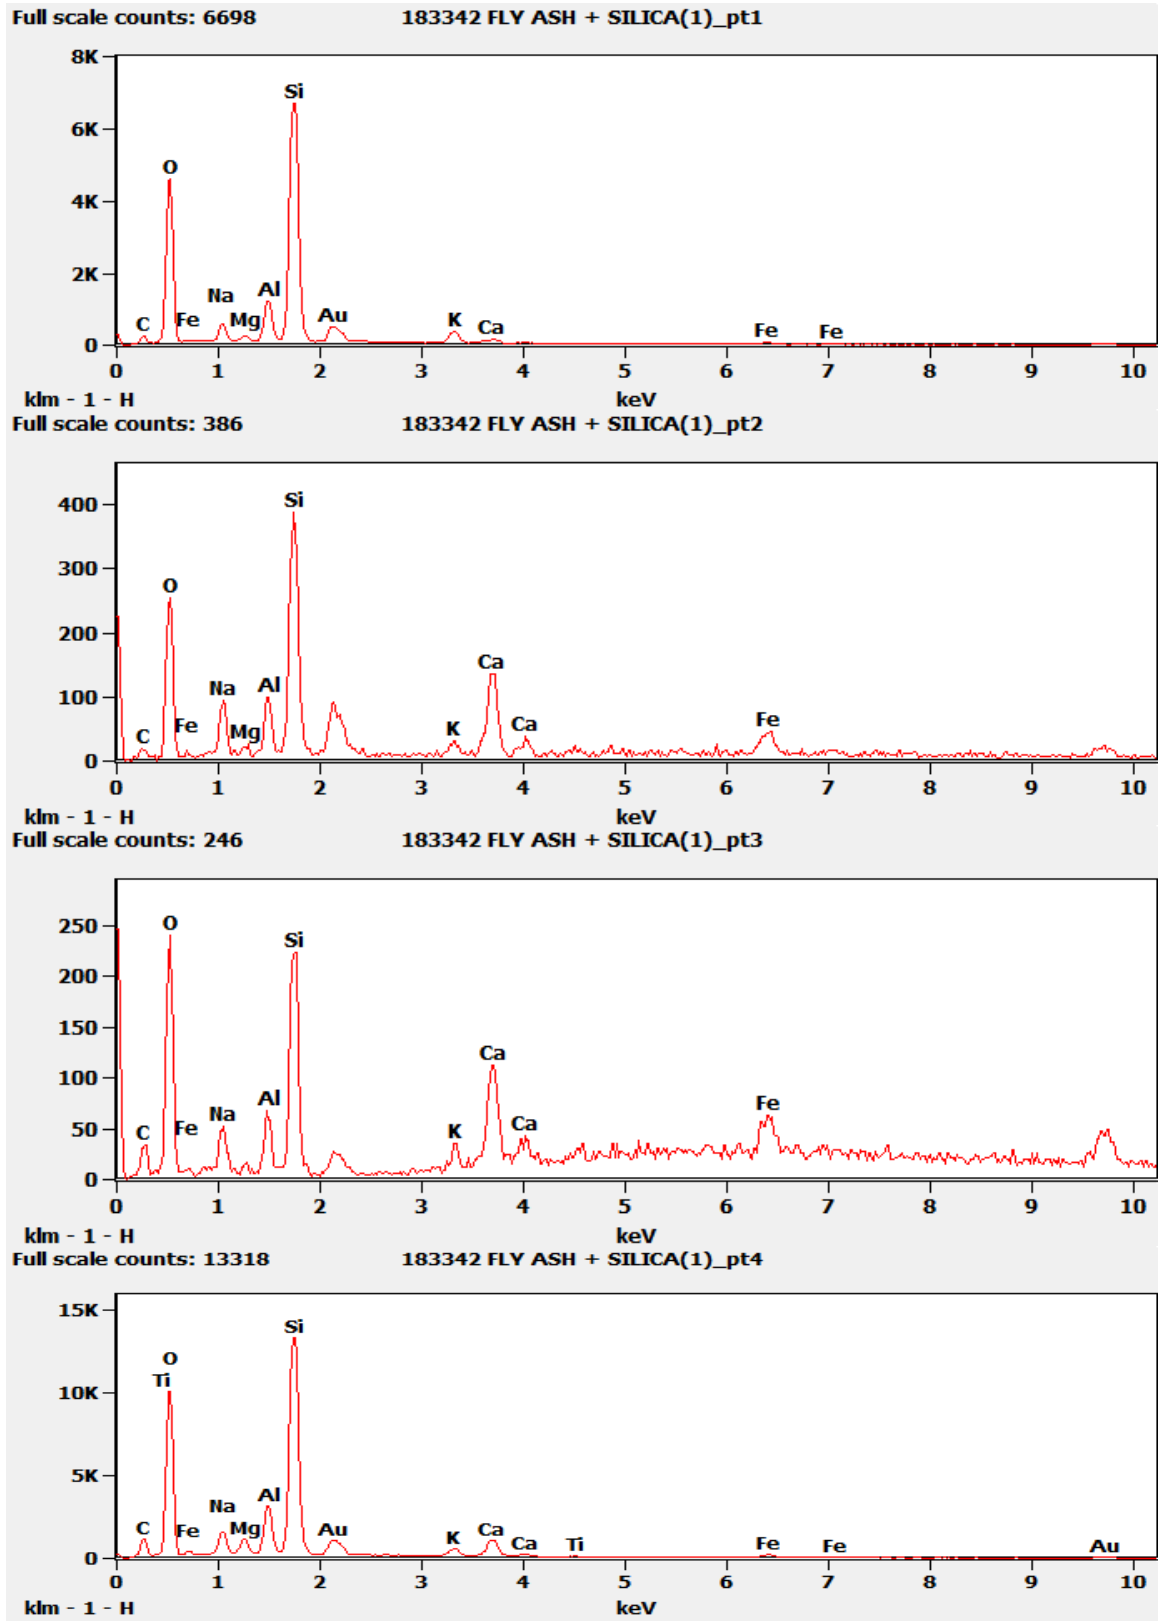 Full scale counts: 6698 183342 FLY ASH + SILICA(1)_pt1
8K
Si
6K
O
4K
2K
C Fe Na Mg Al Au K Ca Fe Fe
0
0 1 2 3 4 5 6 7 8 9 10
klm - 1 - H keV
Full scale counts: 386 183342 FLY ASH + SILICA(1)_pt2
400 Si
300
O
200
Ca
100 Na Al
C Fe Mg K Ca Fe
0
0 1 2 3 4 5 6 7 8 9 10
klm - 1 - H keV
Full scale counts: 246 183342 FLY ASH + SILICA(1)_pt3
250 O Si
200
150
Ca
100
Al Fe
50 C Fe Na K Ca
0
0 1 2 3 4 5 6 7 8 9 10
klm - 1 - H keV
Full scale counts: 13318 183342 FLY ASH + SILICA(1)_pt4
15K
Si
O
Ti
10K
5K
C Fe Na Mg Al Au K Ca Ca Ti Fe Fe Au
0
0 1 2 3 4 5 6 7 8 9 10
klm - 1 - H keV